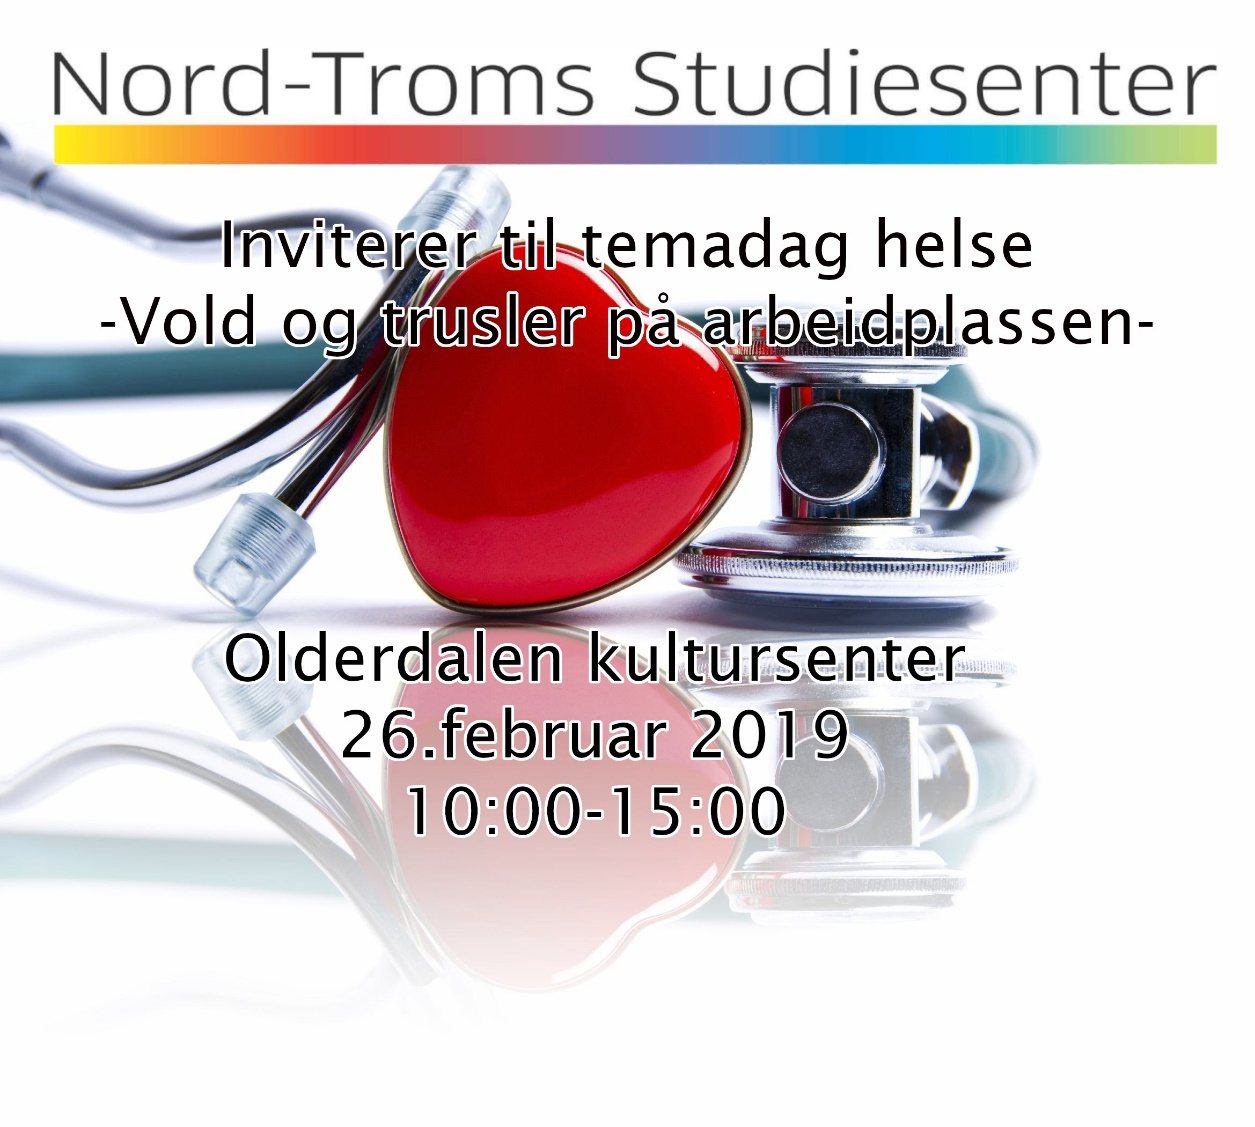 Nord-Troms Studiesenter
Inviterer til temadag helse
-Vold og trusler på arbeidplassen-
Olderdalen kultursenter
26.februar 2019
10:00-15:00